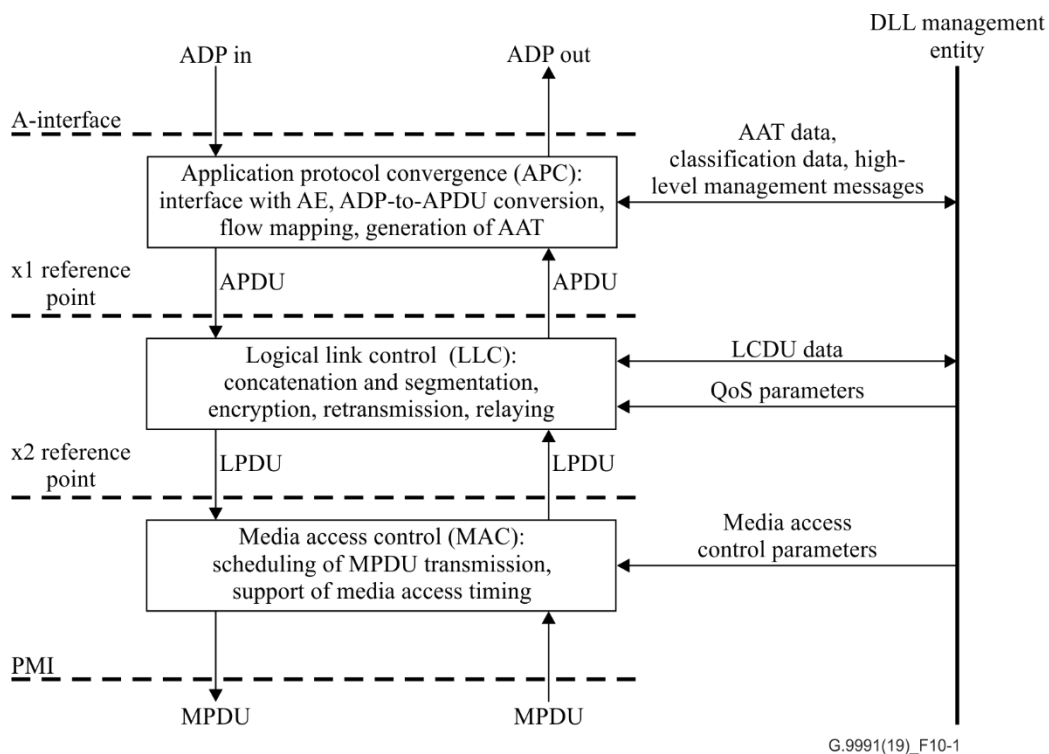 DLL management
entity
ADP in
ADP out
A-interface
AAT data,
classification data, high-
level management messages
Application protocol convergence (APC):
interface with AE, ADP-to-APDU conversion,
flow mapping, generation of AAT
x1 reference
point
APDU
APDU
Logical link control (LLC):
concatenation and segmentation,
encryption, retransmission, relaying
LCDU data
QoS parameters
x2 reference
point
LPDU
LPDU
Media access control (MAC):
scheduling of MPDU transmission,
support of media access timing
Media access
control parameters
PMI
MPDU
MPDU
G.9991(19)_F10-1